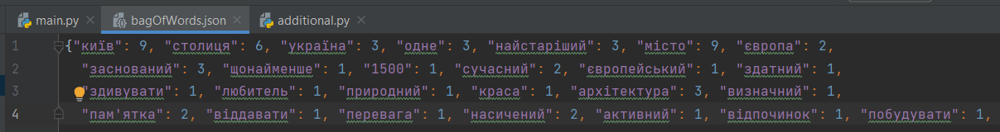 main.py bagOfWords.json additional.py
1 {"київ": 9, "столиця": 6, "україна": 3, "одне": 3, "найстаріший": 3, "місто": 9, "європа": 2,
2 "заснований": 3, "щонайменше": 1, "1500": 1, "сучасний": 2, "європейський": 1, "здатний": 1,
3 "здивувати": 1, "любитель": 1, "природний": 1, "краса": 1, "архітектура": 3, "визначний": 1,
4 "пам'ятка": 2, "віддавати": 1, "перевага": 1, "насичений": 2, "активний": 1, "відпочинок": 1, "побудувати": 1,